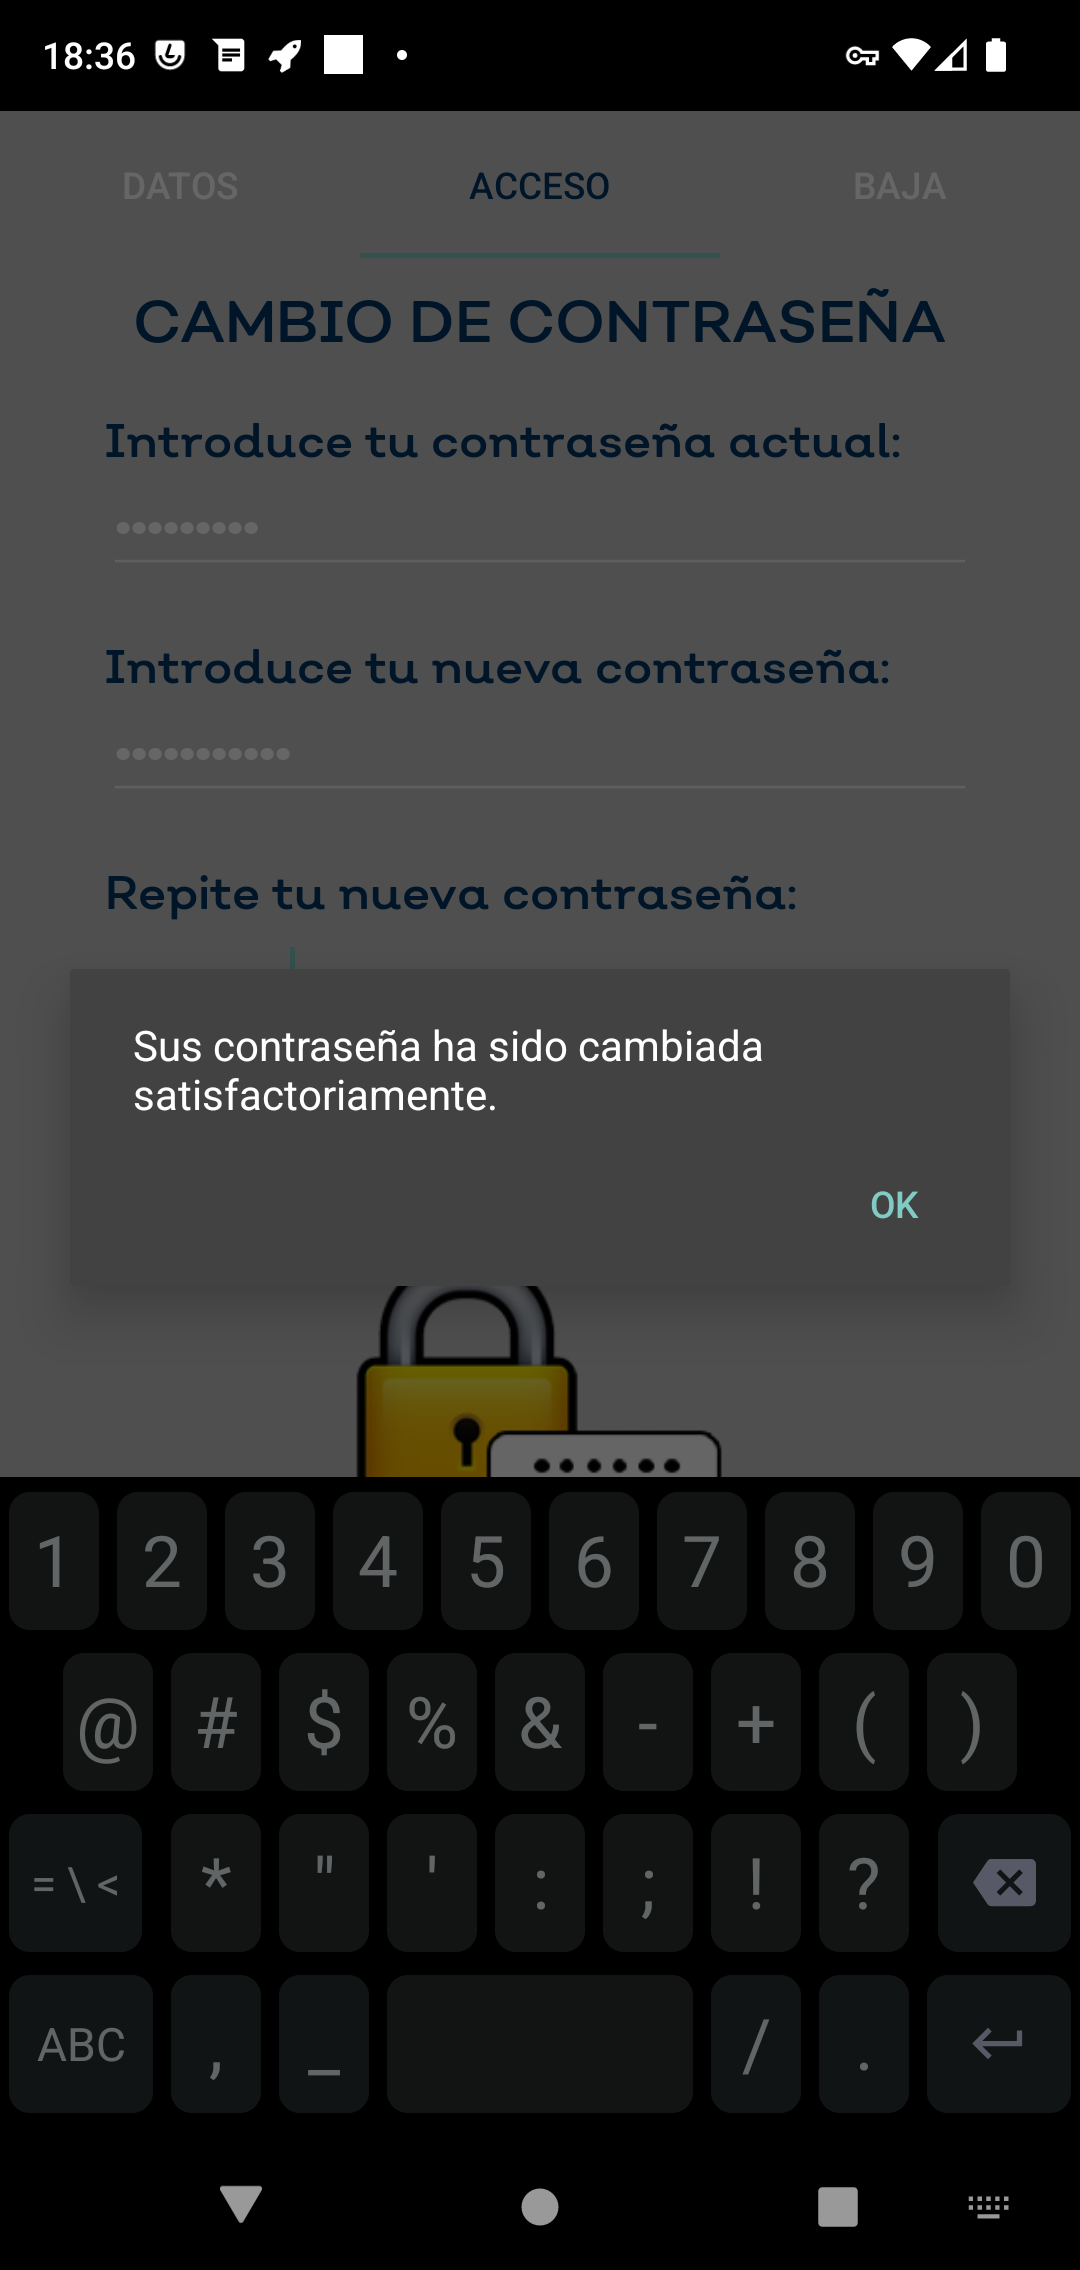 18:36
DATOS ACCESO BAJA
CAMBIO DE CONTRASEÑA
Introduce tu contraseña actual:
•••••••••
Introduce tu nueva contraseña:
•••••••••••
Repite tu nueva contraseña:
Sus contraseña ha sido cambiada
satisfactoriamente.
OK
1 2 3 4 5 6 7 8 9 0
@ # $ % & - + ( )
= \ < * " ' : ; ! ?
ABC , _ / .